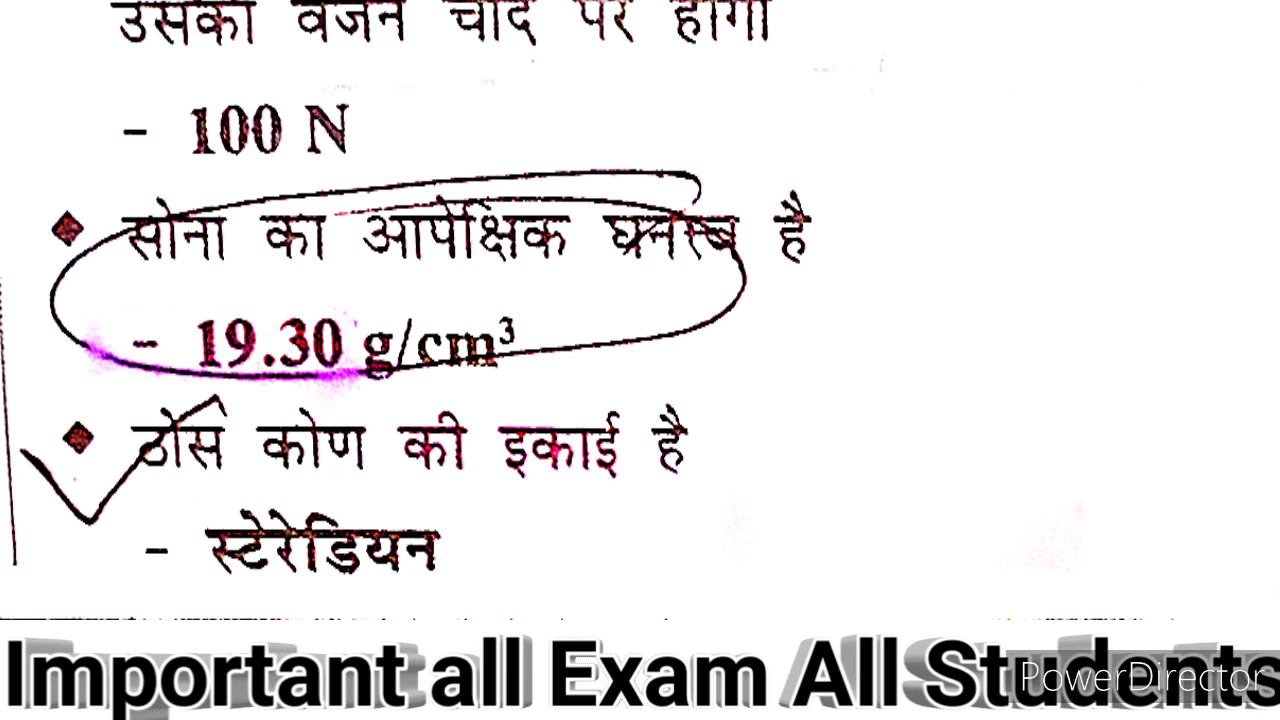 उसका वजन चाँद पर होगा
- 100 N
सोना का आपेक्षिक घनत्व है
- 19.30 g/cm³
ठोस कोण की इकाई है
- स्टेरेडियन
Important all Exam All Students
PowerDirector